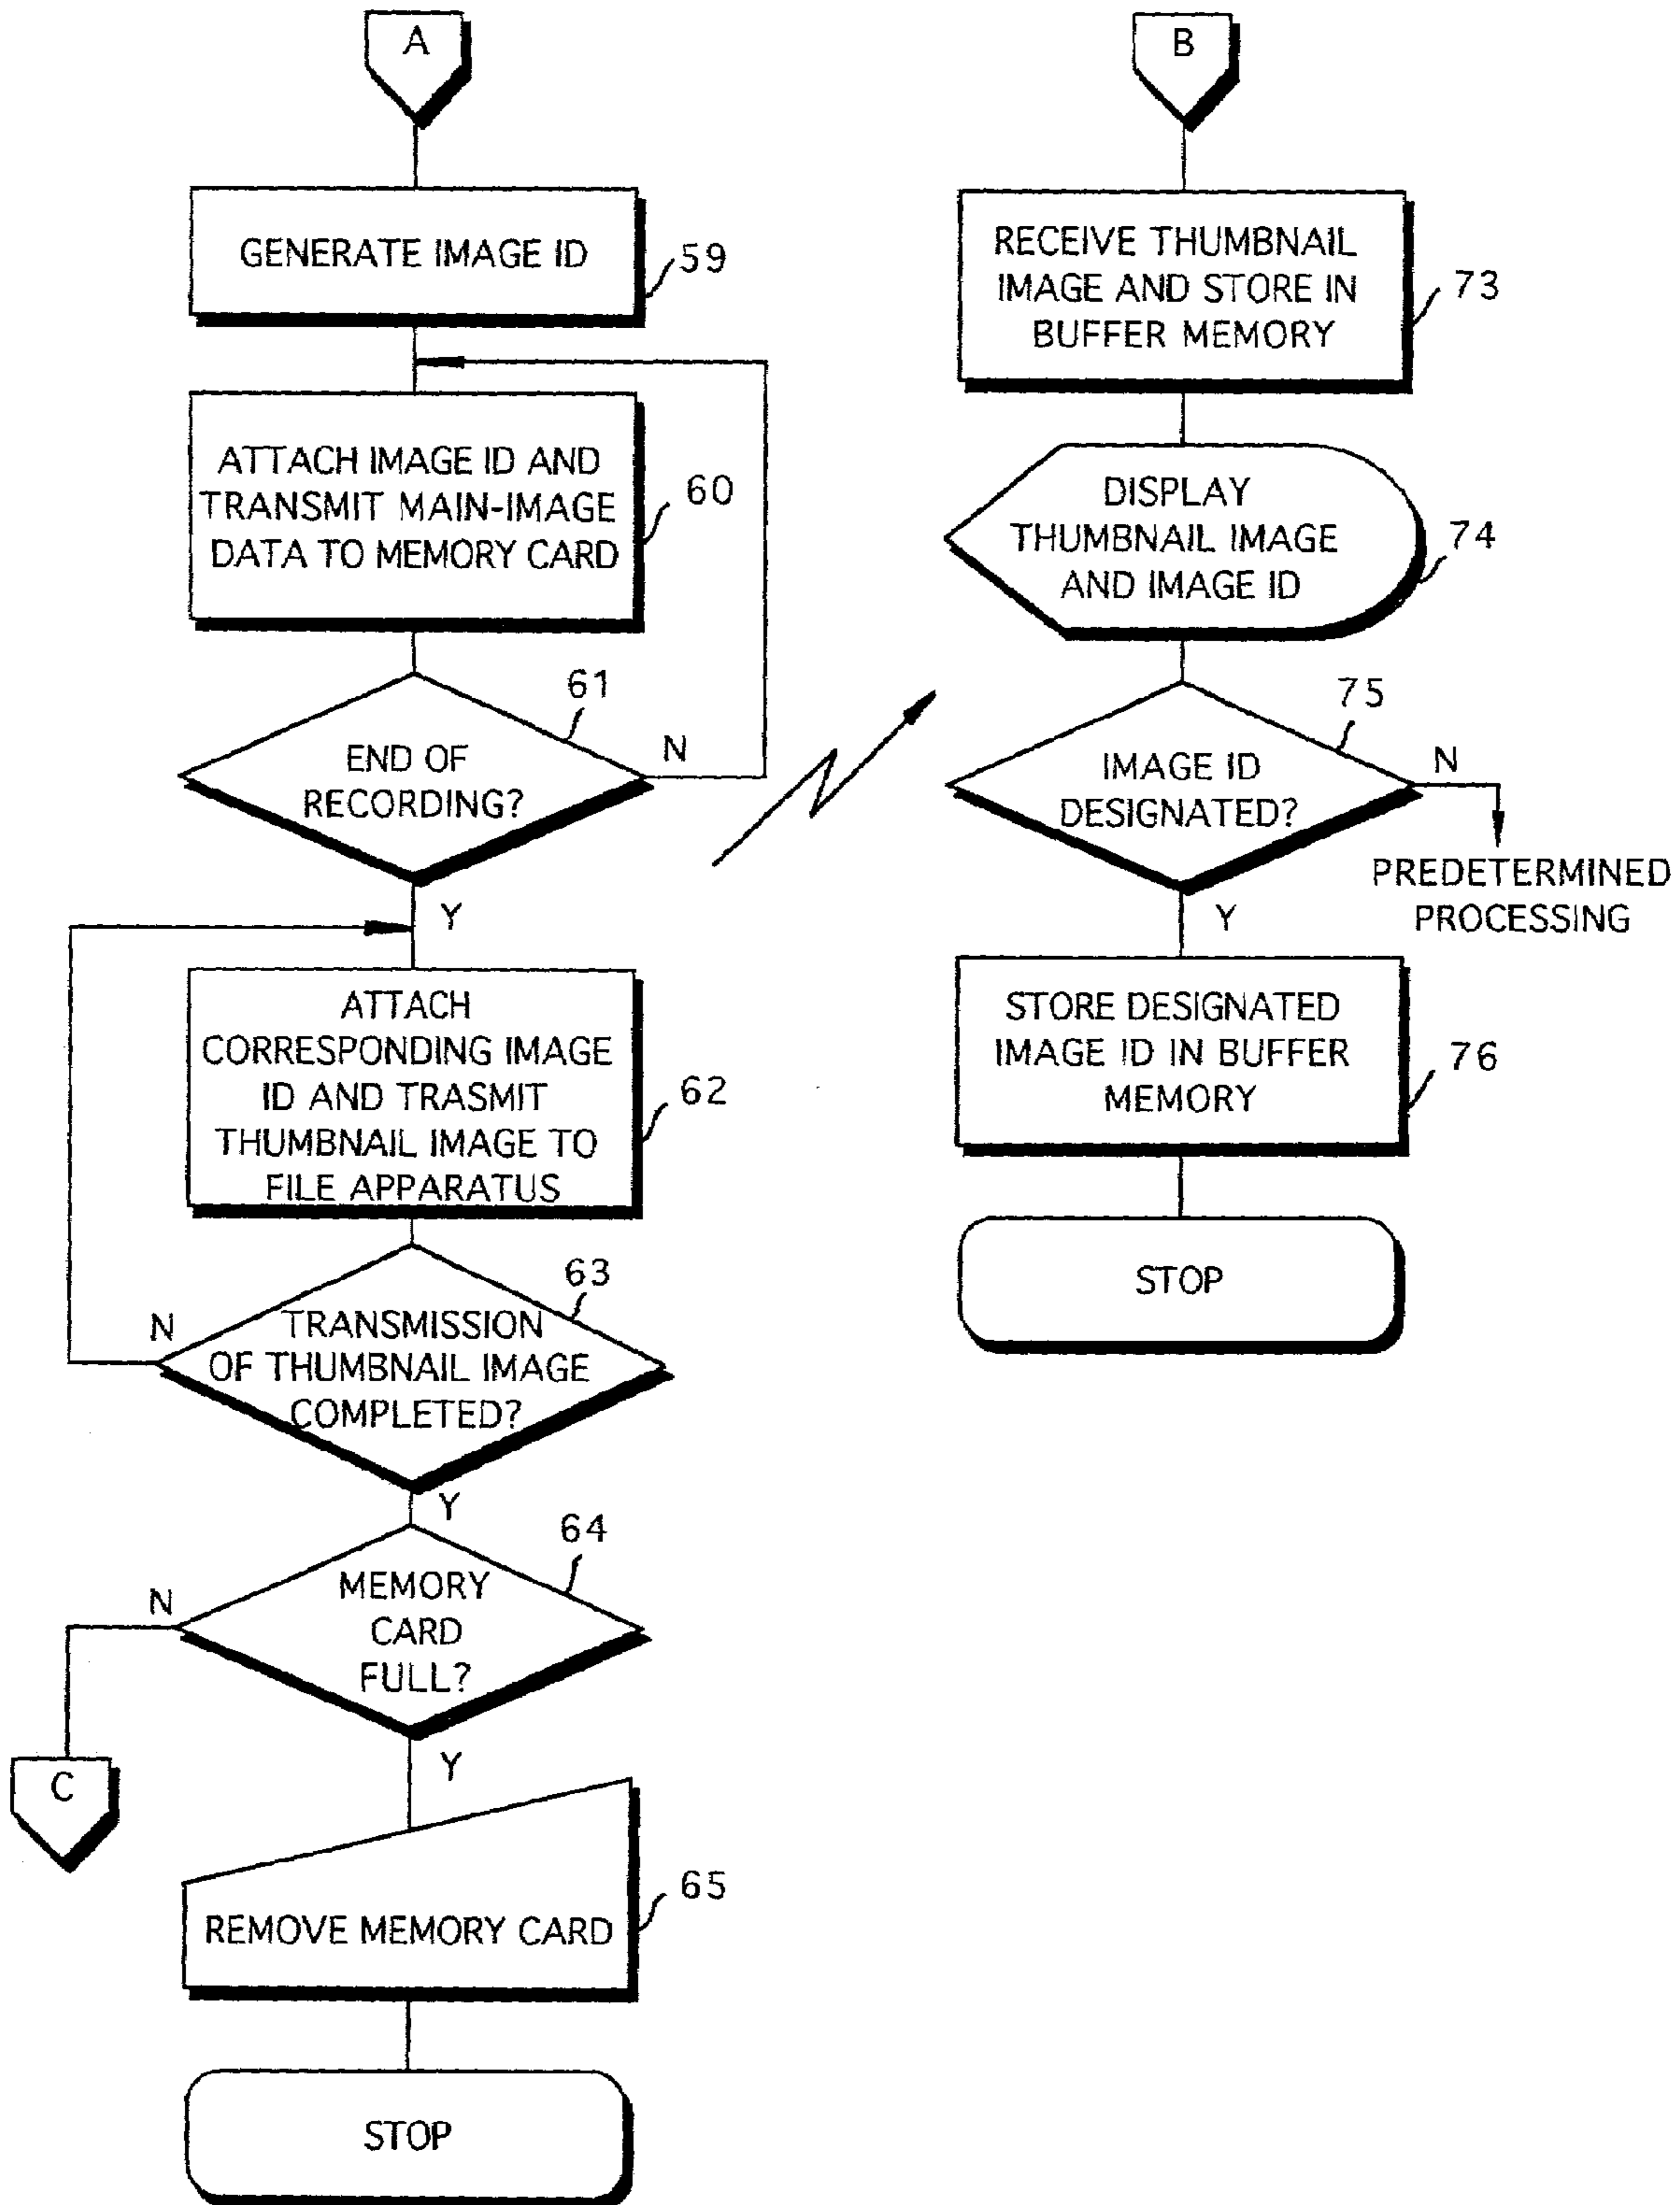 A
GENERATE IMAGE ID
59
ATTACH IMAGE ID AND
TRANSMIT MAIN-IMAGE
DATA TO MEMORY CARD
60
61
END OF
RECORDING?
N
Y
ATTACH
CORRESPONDING IMAGE
ID AND TRASMIT
THUMBNAIL IMAGE TO
FILE APPARATUS
62
63
TRANSMISSION
OF THUMBNAIL IMAGE
COMPLETED?
N
Y
64
MEMORY
CARD
FULL?
N
C
Y
REMOVE MEMORY CARD
65
STOP
B
RECEIVE THUMBNAIL
IMAGE AND STORE IN
BUFFER MEMORY
73
DISPLAY
THUMBNAIL IMAGE
AND IMAGE ID
74
75
IMAGE ID
DESIGNATED?
N
PREDETERMINED
PROCESSING
Y
STORE DESIGNATED
IMAGE ID IN BUFFER
MEMORY
76
STOP